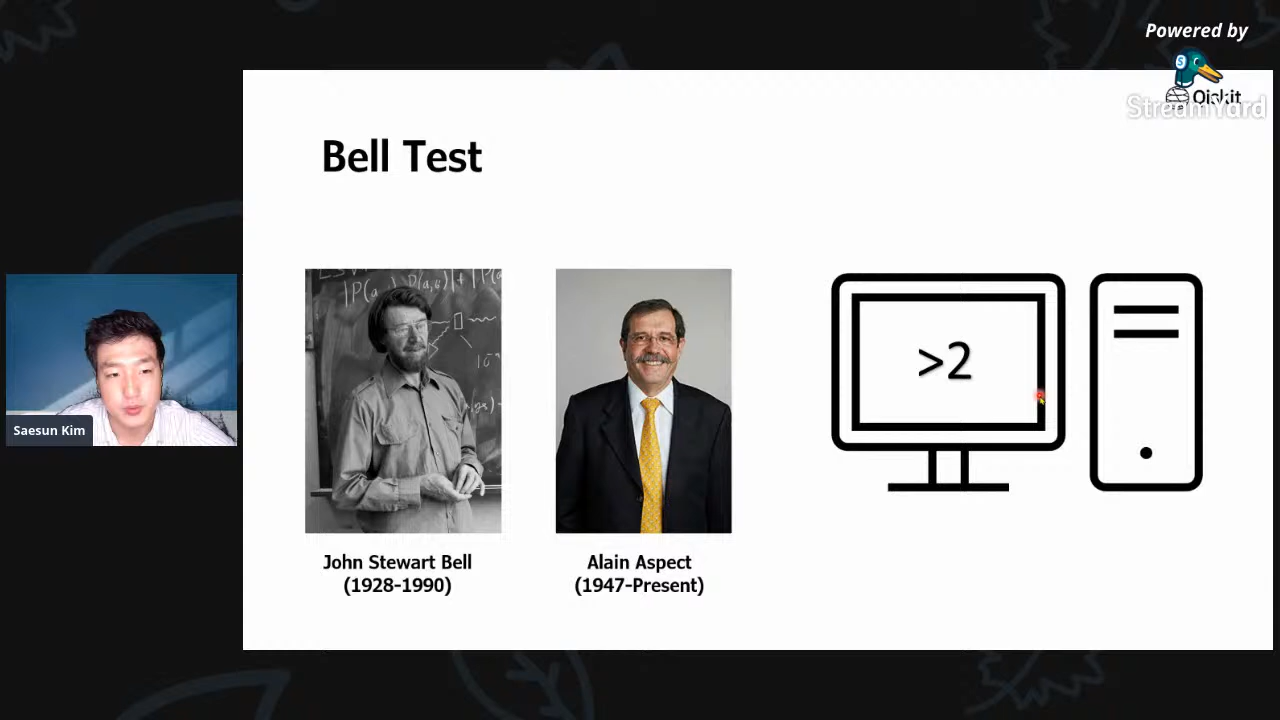 Powered by
S
Qiskit
StreamYard
Bell Test
|P(a
P(a,c)|+|P(a
>2
Saesun Kim
John Stewart Bell
(1928-1990)
Alain Aspect
(1947-Present)